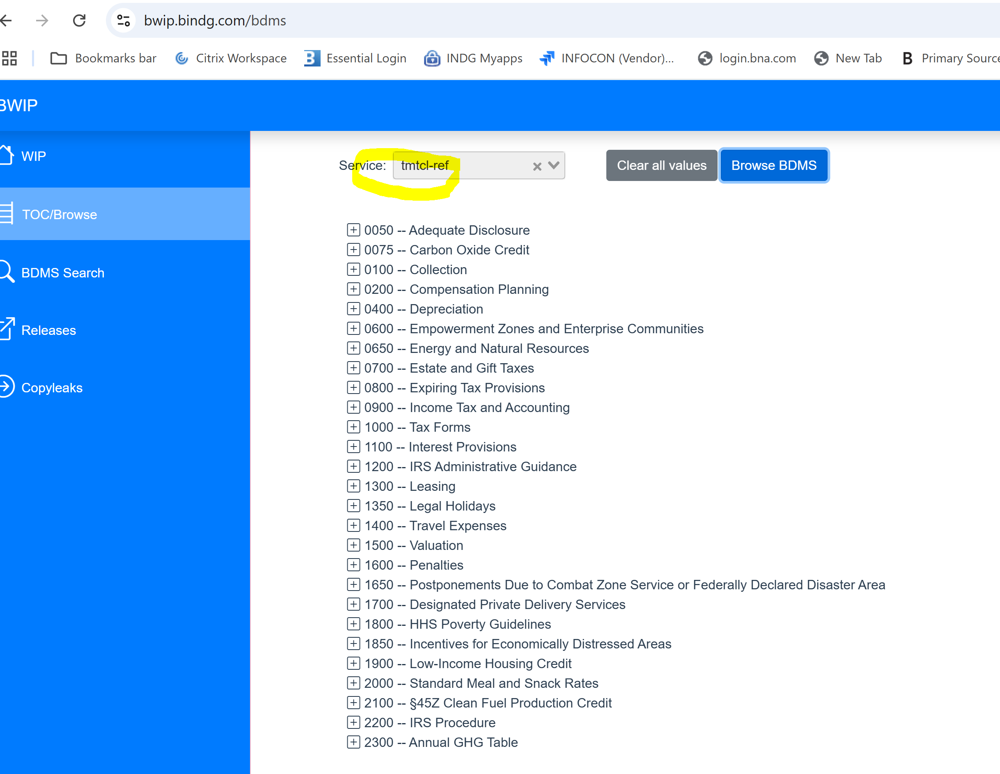 bwip.bindg.com/bdms
Bookmarks bar Citrix Workspace Essential Login INDG Myapps INFOCON (Vendor)... login.bna.com New Tab Primary Source
BWIP
WIP
TOC/Browse
BDMS Search
Releases
Copyleaks
Service: tmtcl-ref Clear all values Browse BDMS
0050 -- Adequate Disclosure
0075 -- Carbon Oxide Credit
0100 -- Collection
0200 -- Compensation Planning
0400 -- Depreciation
0600 -- Empowerment Zones and Enterprise Communities
0650 -- Energy and Natural Resources
0700 -- Estate and Gift Taxes
0800 -- Expiring Tax Provisions
0900 -- Income Tax and Accounting
1000 -- Tax Forms
1100 -- Interest Provisions
1200 -- IRS Administrative Guidance
1300 -- Leasing
1350 -- Legal Holidays
1400 -- Travel Expenses
1500 -- Valuation
1600 -- Penalties
1650 -- Postponements Due to Combat Zone Service or Federally Declared Disaster Area
1700 -- Designated Private Delivery Services
1800 -- HHS Poverty Guidelines
1850 -- Incentives for Economically Distressed Areas
1900 -- Low-Income Housing Credit
2000 -- Standard Meal and Snack Rates
2100 -- §45Z Clean Fuel Production Credit
2200 -- IRS Procedure
2300 -- Annual GHG Table